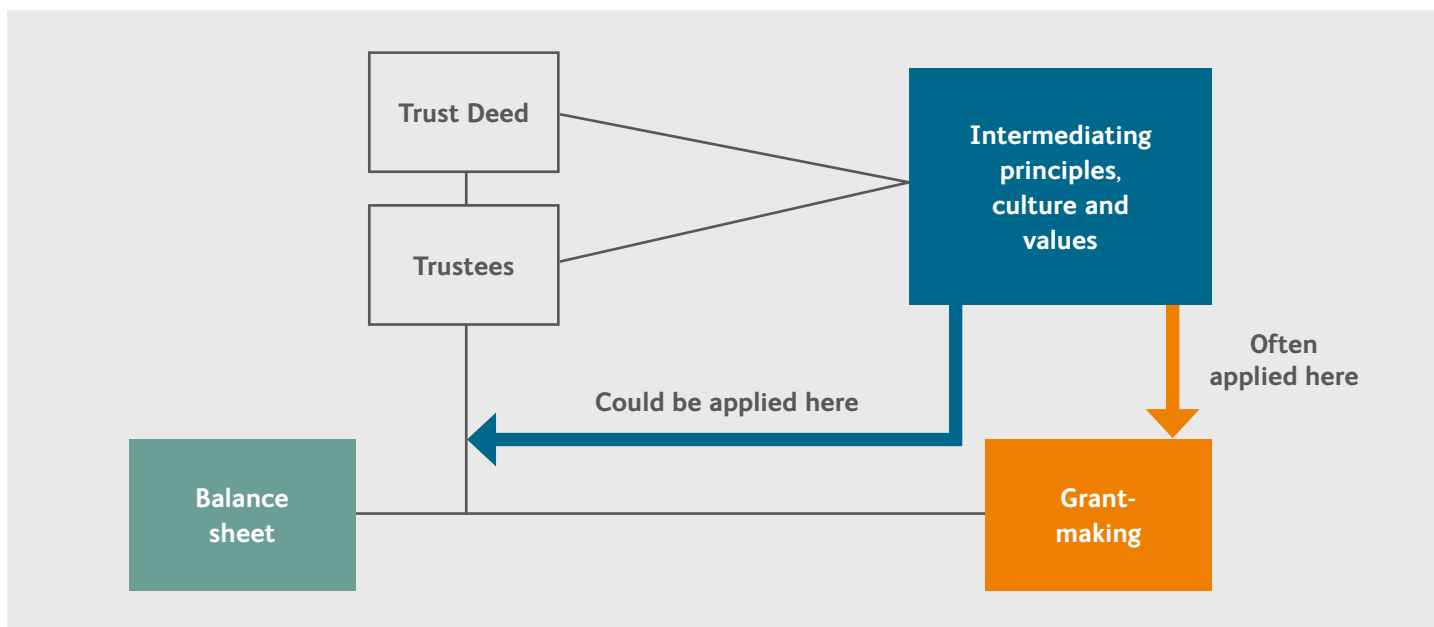 Trust Deed
Intermediating
principles,
culture and
values
Trustees
Often
applied here
Could be applied here
Balance
sheet
Grant-
making